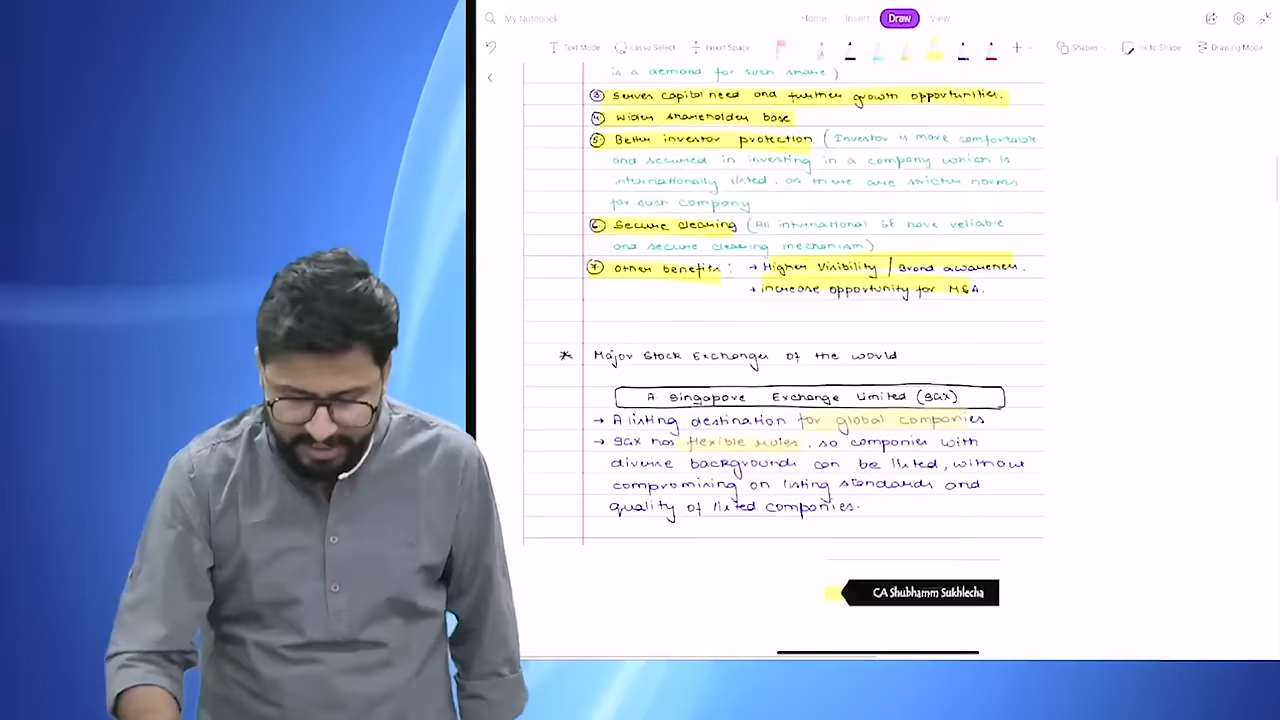 My Notebook
Home Insert Draw View
Text Mode Lasso Select Insert Space Shapes Ink to Shape Drawing Mode
is a demand for such share)
③ Serves capital need and further growth opportunities.
④ Wider shareholder base
⑤ Better investor protection (Investor is more comfortable
and secured in investing in a company which is
internationally listed, as there are stricter norms
for such company
⑥ Secure clearing (All international SE have reliable
and secure clearing mechanism)
⑦ Other benefits: → Higher Visibility / Brand awareness.
→ increase opportunity for M&A.
* Major Stock Exchanges of the world
A Singapore Exchange Limited (SGX)
→ A listing destination for global companies
→ SGX has flexible rules, so companies with
diverse backgrounds can be listed, without
compromising on listing standards and
quality of listed companies.
CA Shubhamm Sukhlecha